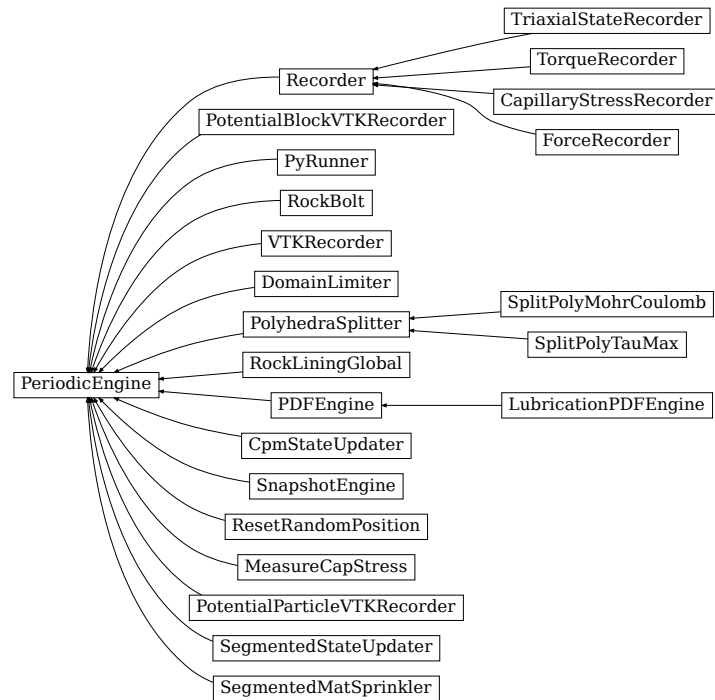 TriaxialStateRecorder
TorqueRecorder
Recorder
CapillaryStressRecorder
PotentialBlockVTKRecorder
ForceRecorder
PyRunner
RockBolt
VTKRecorder
DomainLimiter
SplitPolyMohrCoulomb
PolyhedraSplitter
SplitPolyTauMax
RockLiningGlobal
PeriodicEngine
PDFEngine
LubricationPDFEngine
CpmStateUpdater
SnapshotEngine
ResetRandomPosition
MeasureCapStress
PotentialParticleVTKRecorder
SegmentedStateUpdater
SegmentedMatSprinkler